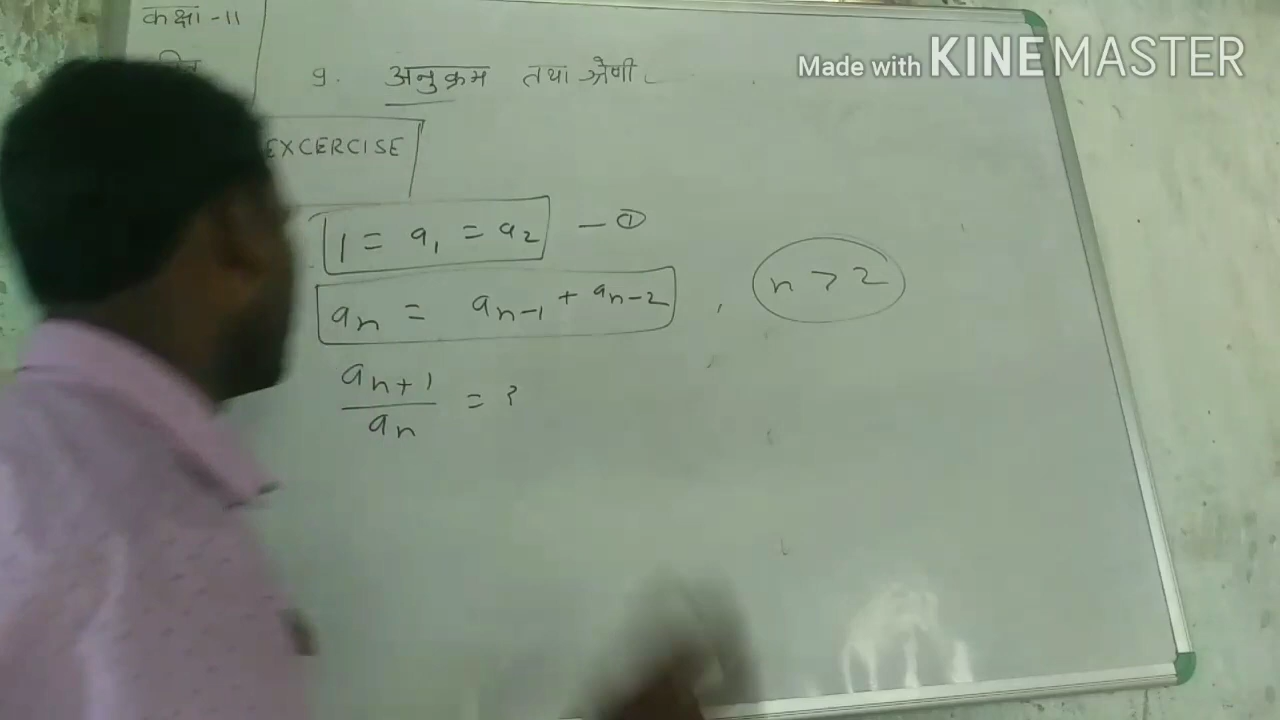 कक्षा - 11
Made with KINEMASTER
9. अनुक्रम तथा श्रेणी
EXCERCISE
1 = a₁ = a₂ — ①
aₙ = aₙ₋₁ + aₙ₋₂ , n > 2
aₙ₊₁ / aₙ = ?